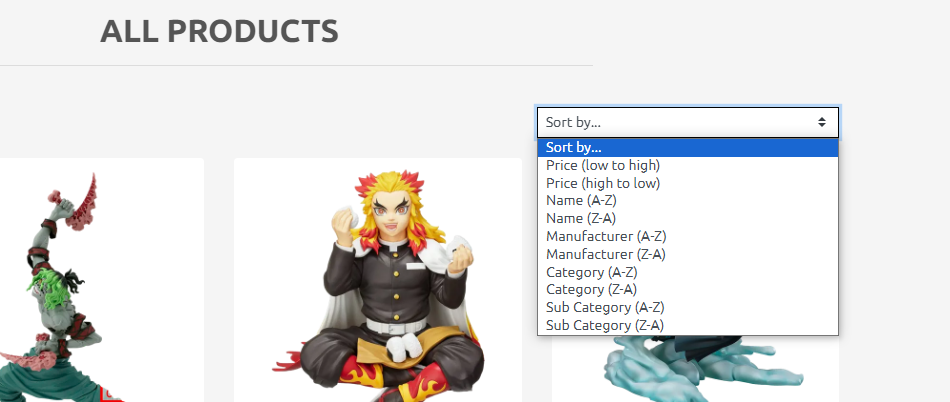 ALL PRODUCTS
Sort by...
Sort by...
Price (low to high)
Price (high to low)
Name (A-Z)
Name (Z-A)
Manufacturer (A-Z)
Manufacturer (Z-A)
Category (A-Z)
Category (Z-A)
Sub Category (A-Z)
Sub Category (Z-A)